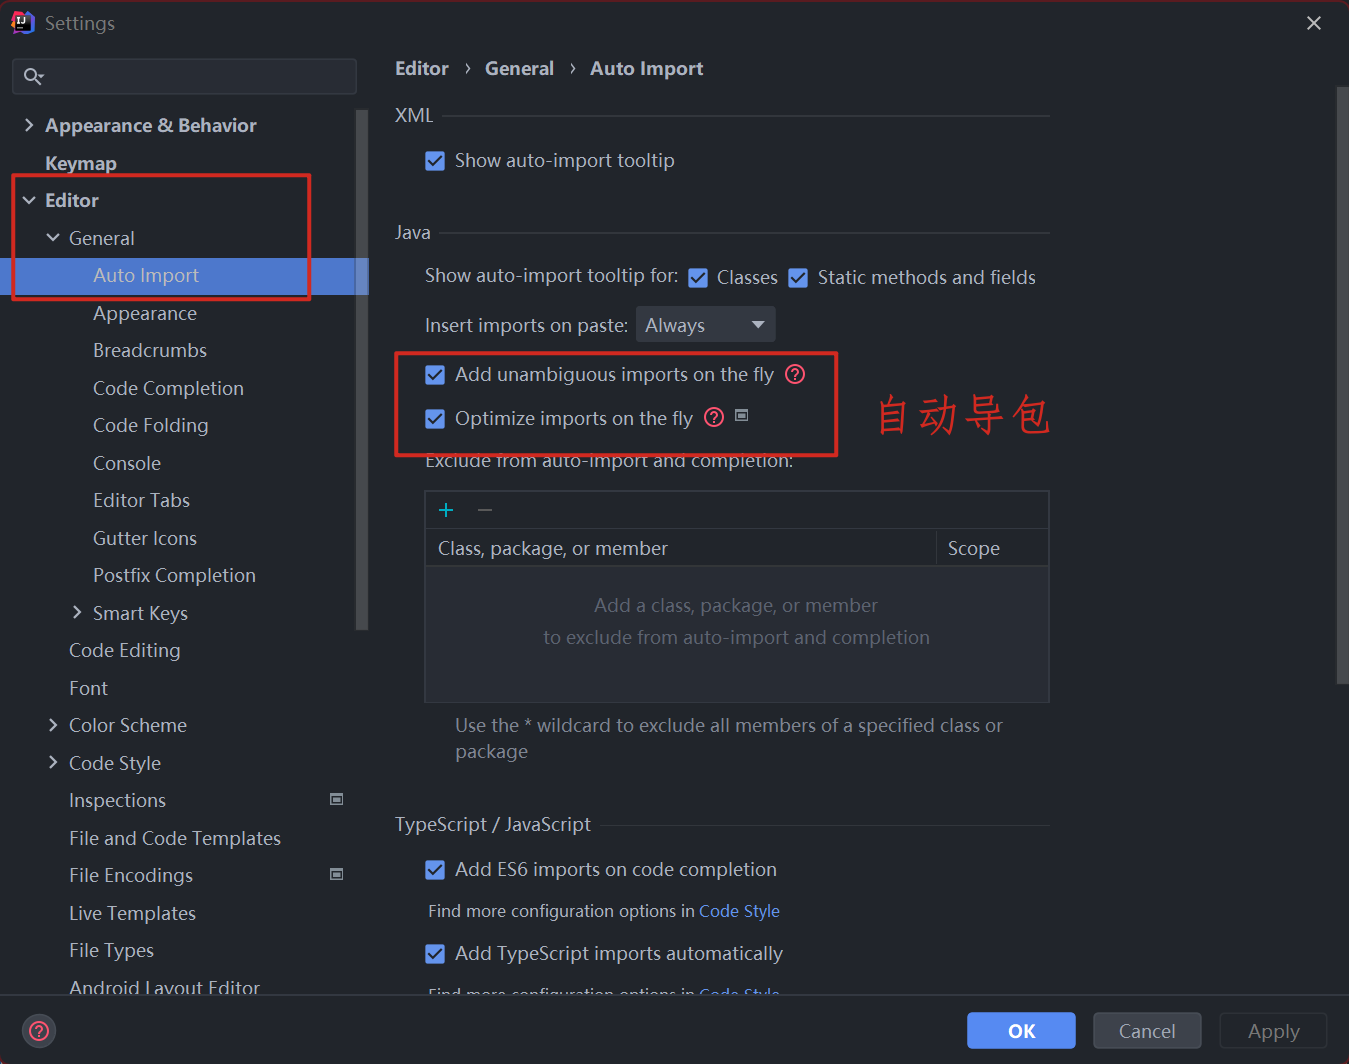 Settings
Editor › General › Auto Import
Appearance & Behavior
Keymap
Editor
General
Auto Import
Appearance
Breadcrumbs
Code Completion
Code Folding
Console
Editor Tabs
Gutter Icons
Postfix Completion
Smart Keys
Code Editing
Font
Color Scheme
Code Style
Inspections
File and Code Templates
File Encodings
Live Templates
File Types
Android Layout Editor
XML
Show auto-import tooltip
Java
Show auto-import tooltip for: Classes Static methods and fields
Insert imports on paste: Always
Add unambiguous imports on the fly
Optimize imports on the fly
自动导包
Exclude from auto-import and completion:
Class, package, or member Scope
Add a class, package, or member
to exclude from auto-import and completion
Use the * wildcard to exclude all members of a specified class or
package
TypeScript / JavaScript
Add ES6 imports on code completion
Find more configuration options in Code Style
Add TypeScript imports automatically
Find more configuration options in Code Style
OK Cancel Apply